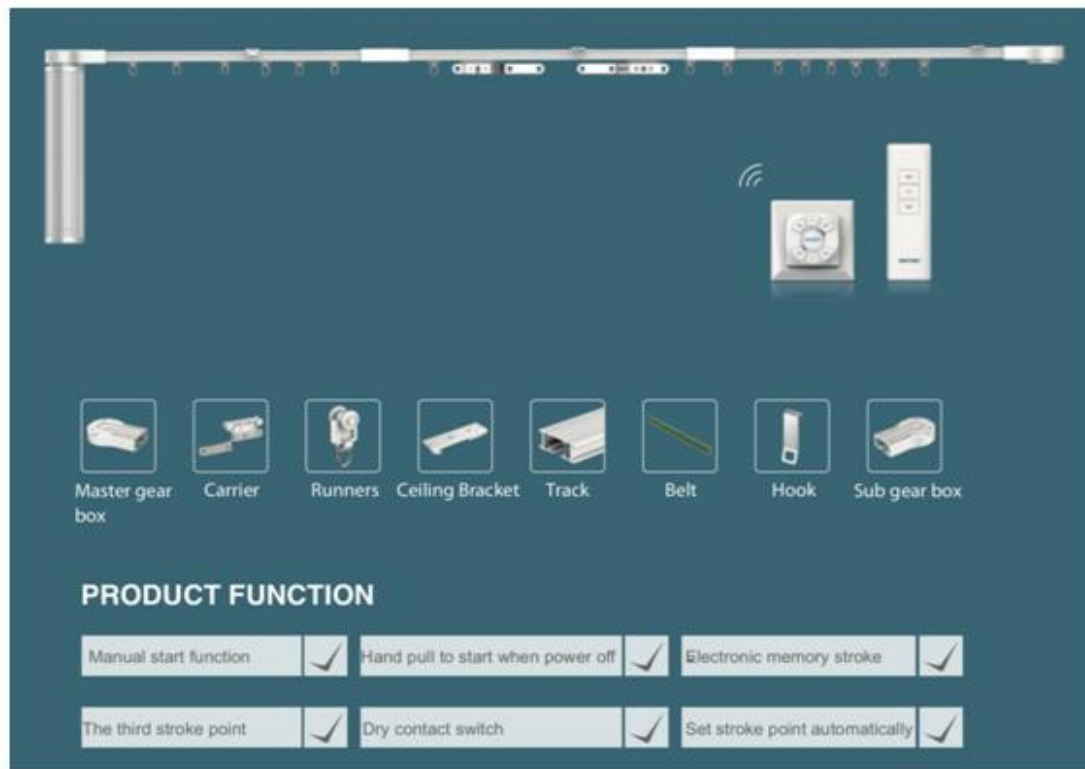 Master gear box
Carrier
Runners
Ceiling Bracket
Track
Belt
Hook
Sub gear box
PRODUCT FUNCTION
Manual start function
Hand pull to start when power off
Electronic memory stroke
The third stroke point
Dry contact switch
Set stroke point automatically